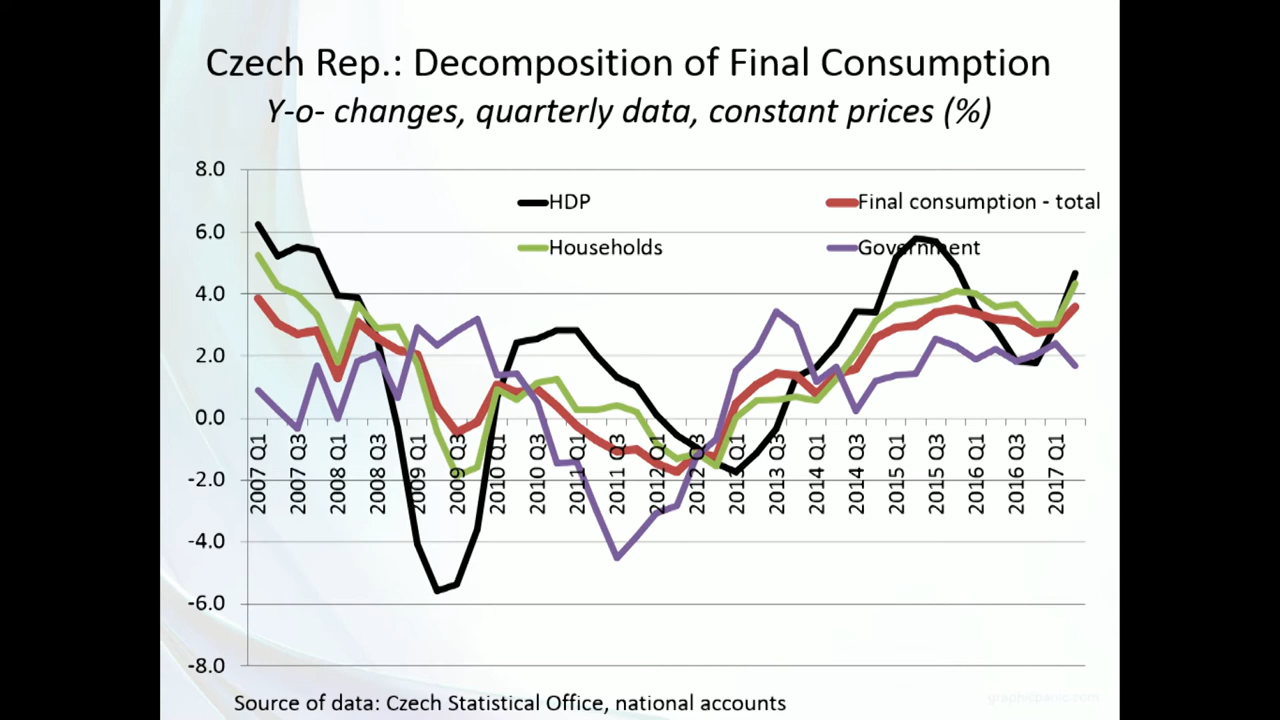 Czech Rep.: Decomposition of Final Consumption
Y-o- changes, quarterly data, constant prices (%)
8.0
HDP
Final consumption - total
6.0
Households
Government
4.0
2.0
0.0
2007 Q1
2007 Q3
2008 Q1
2008 Q3
2009 Q1
2009 Q3
2010 Q1
2010 Q3
2011 Q1
2011 Q3
2012 Q1
2012 Q3
2013 Q1
2013 Q3
2014 Q1
2014 Q3
2015 Q1
2015 Q3
2016 Q1
2016 Q3
2017 Q1
-2.0
-4.0
-6.0
-8.0
Source of data: Czech Statistical Office, national accounts